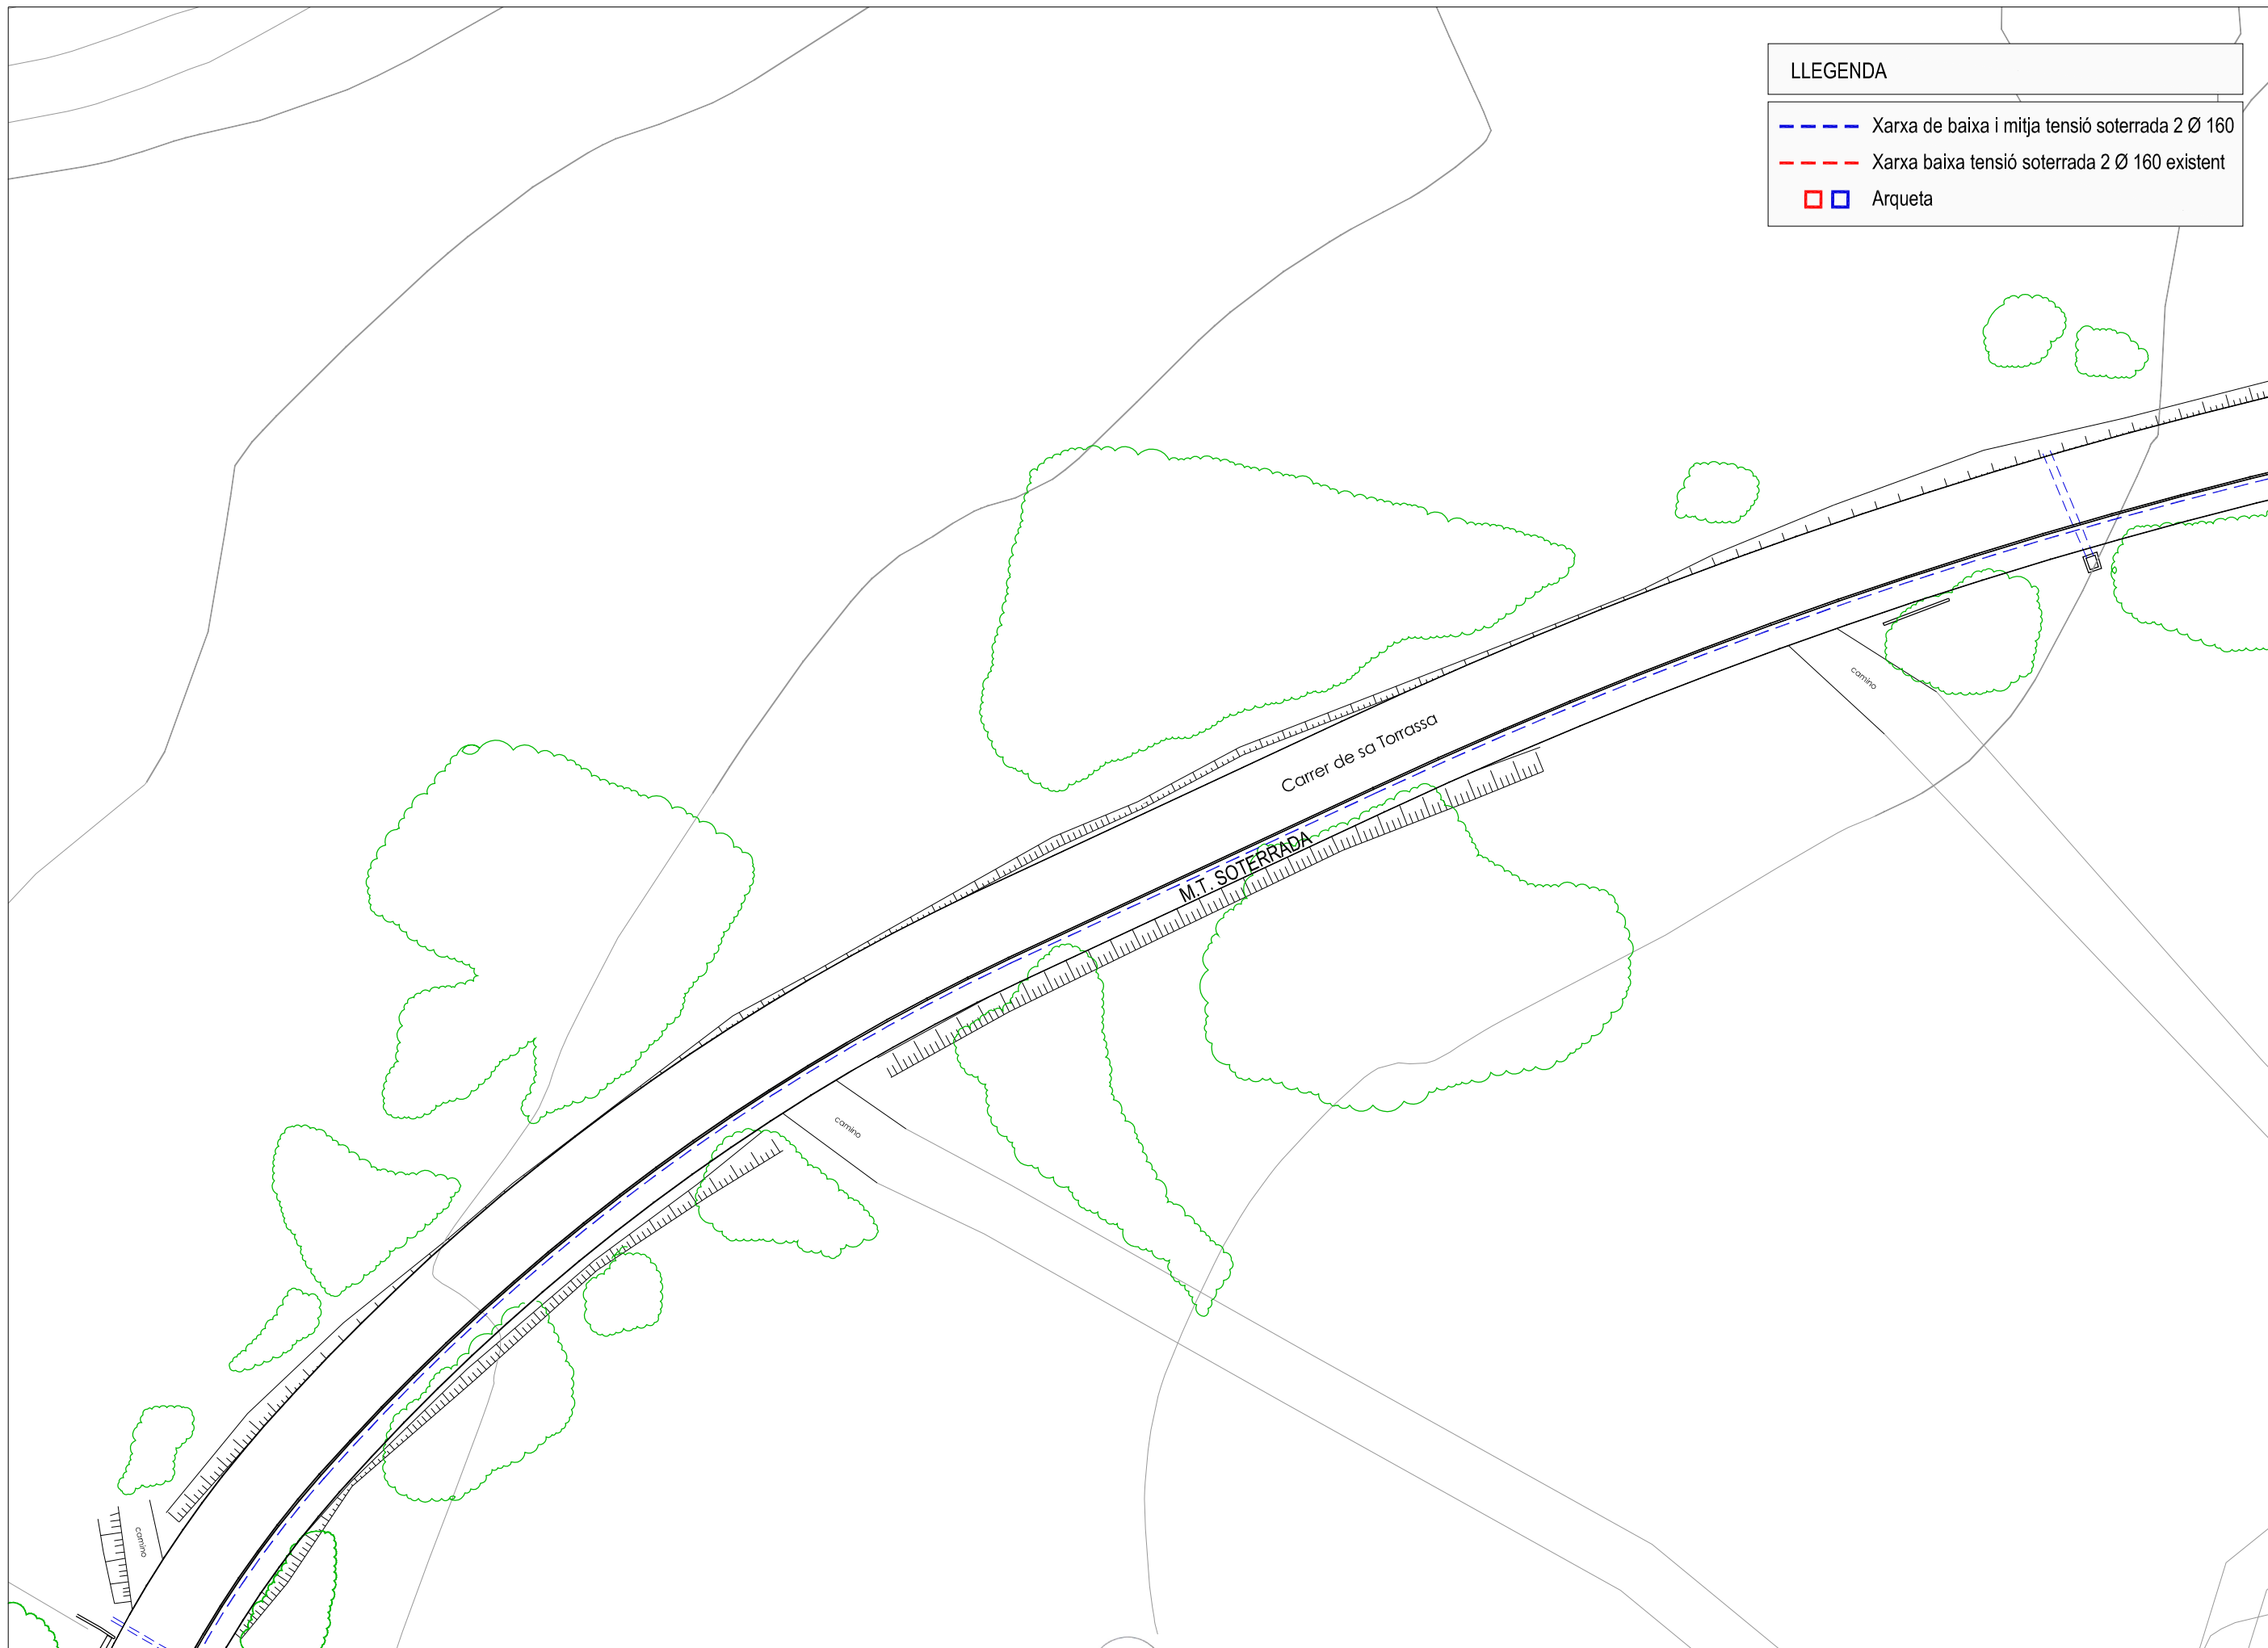 LLEGENDA
Xarxa de baixa i mitja tensió soterrada 2 Ø 160
Xarxa baixa tensió soterrada 2 Ø 160 existent
Arqueta
camino
Carrer de sa Torrassa
M.T. SOTERRADA
camino
camino